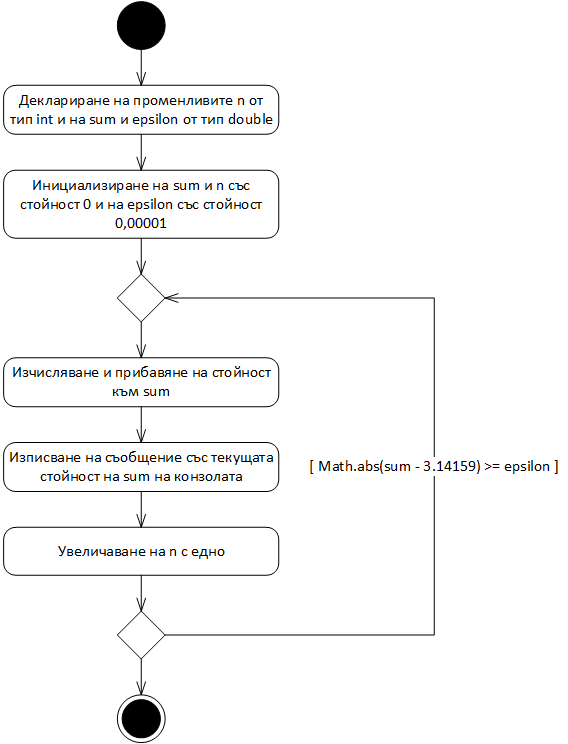 Деклариране на променливите n от
тип int и на sum и epsilon от тип double
Инициализиране на sum и n със
стойност 0 и на epsilon със стойност
0,00001
Изчисляване и прибавяне на стойност
към sum
Изписване на съобщение със текущата
стойност на sum на конзолата
[ Math.abs(sum - 3.14159) >= epsilon ]
Увеличаване на n с едно